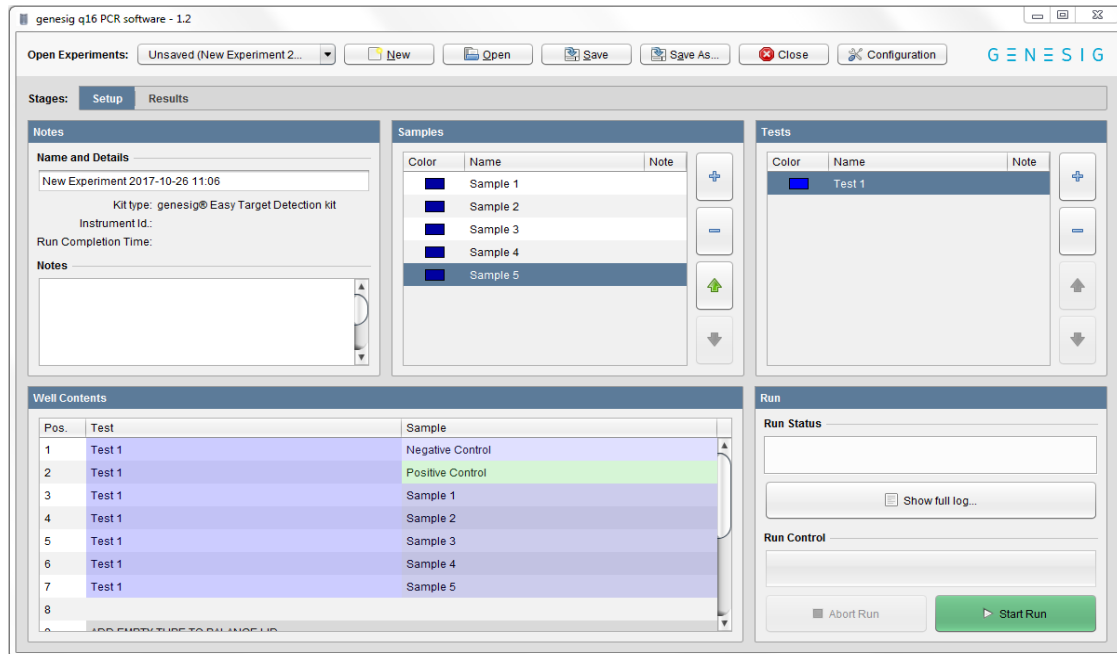 genesig q16 PCR software - 1.2
Open Experiments: Unsaved (New Experiment 2... New Open Save Save As... Close Configuration GENESIG
Stages: Setup Results
Notes
Name and Details
New Experiment 2017-10-26 11:06
Kit type: genesig® Easy Target Detection kit
Instrument Id.:
Run Completion Time:
Notes
Samples
Color Name Note
Sample 1
Sample 2
Sample 3
Sample 4
Sample 5
Tests
Color Name Note
Test 1
Well Contents
Pos. Test Sample
1 Test 1 Negative Control
2 Test 1 Positive Control
3 Test 1 Sample 1
4 Test 1 Sample 2
5 Test 1 Sample 3
6 Test 1 Sample 4
7 Test 1 Sample 5
8
ADD EMPTY TUBE TO BALANCE LID
Run
Run Status
Show full log...
Run Control
Abort Run Start Run